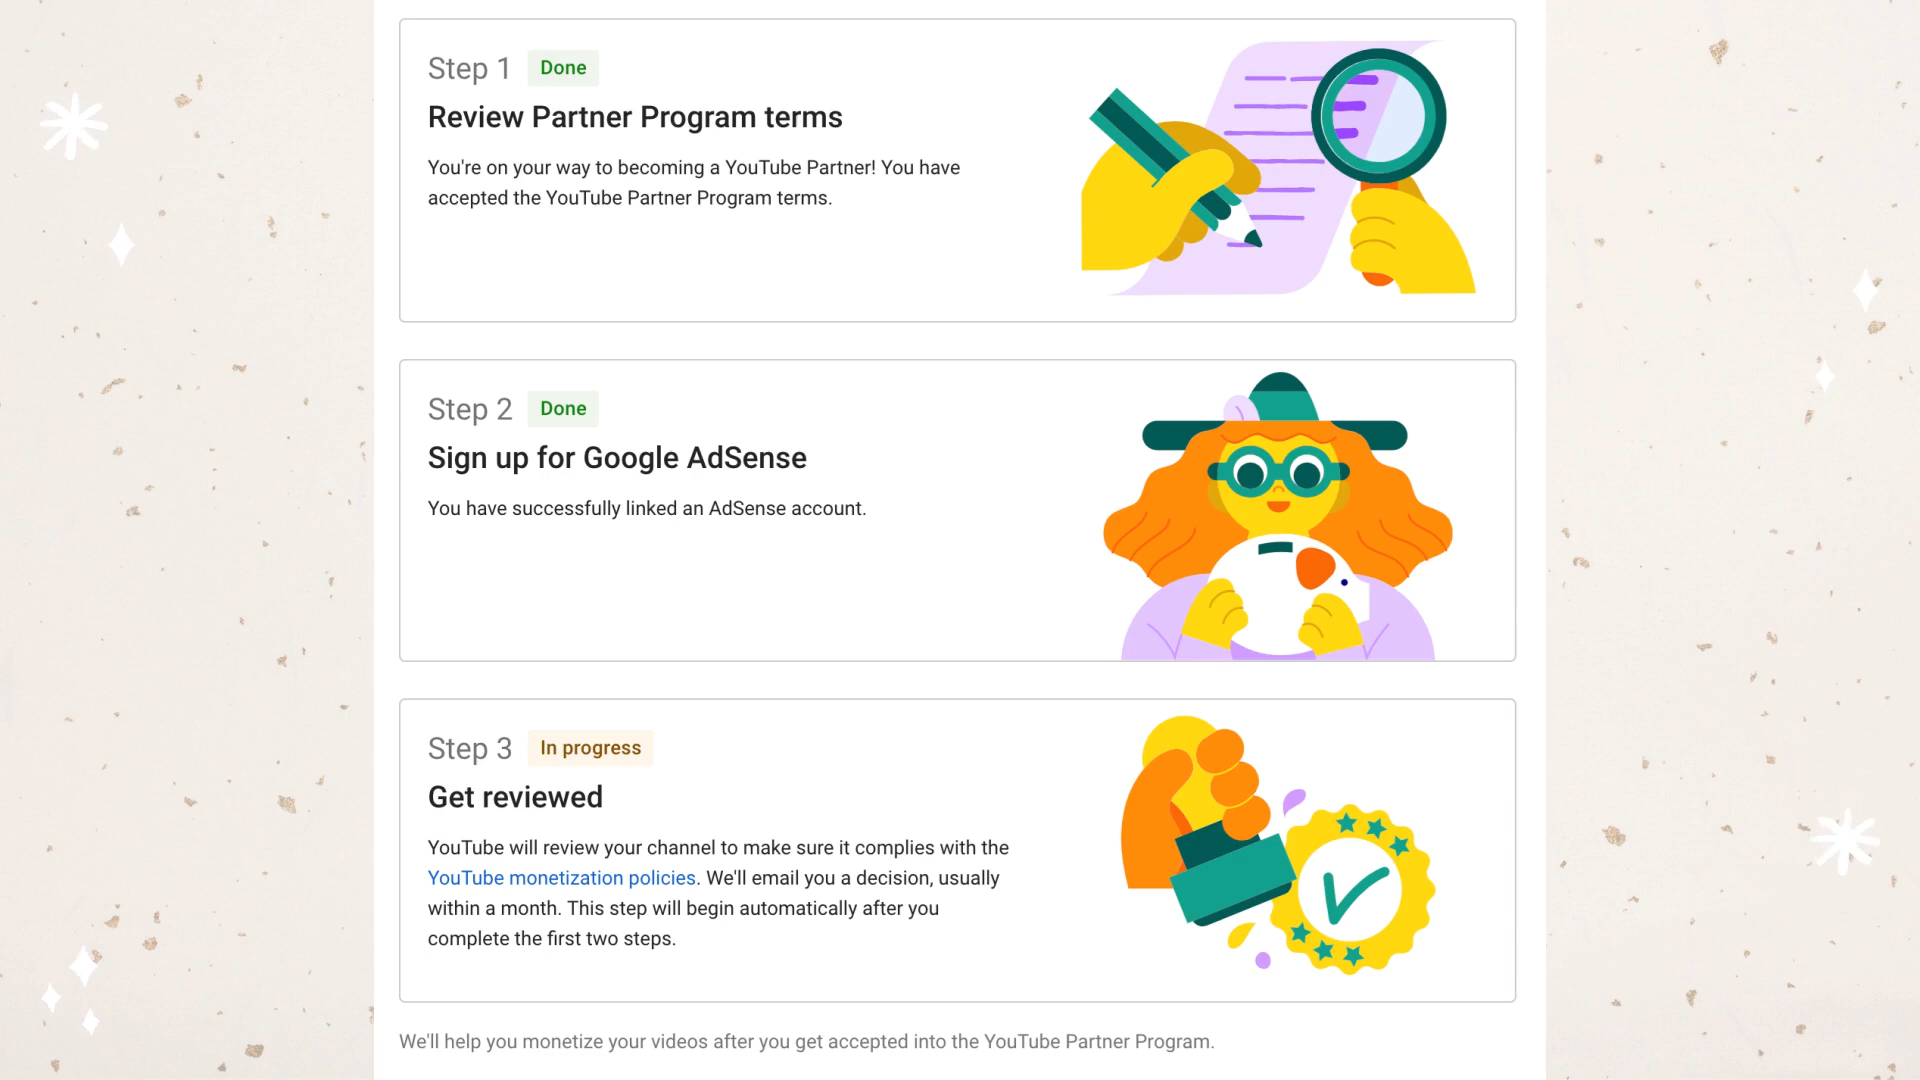 Step 1 Done
Review Partner Program terms
You're on your way to becoming a YouTube Partner! You have
accepted the YouTube Partner Program terms.
Step 2 Done
Sign up for Google AdSense
You have successfully linked an AdSense account.
Step 3 In progress
Get reviewed
YouTube will review your channel to make sure it complies with the
YouTube monetization policies. We'll email you a decision, usually
within a month. This step will begin automatically after you
complete the first two steps.
We'll help you monetize your videos after you get accepted into the YouTube Partner Program.